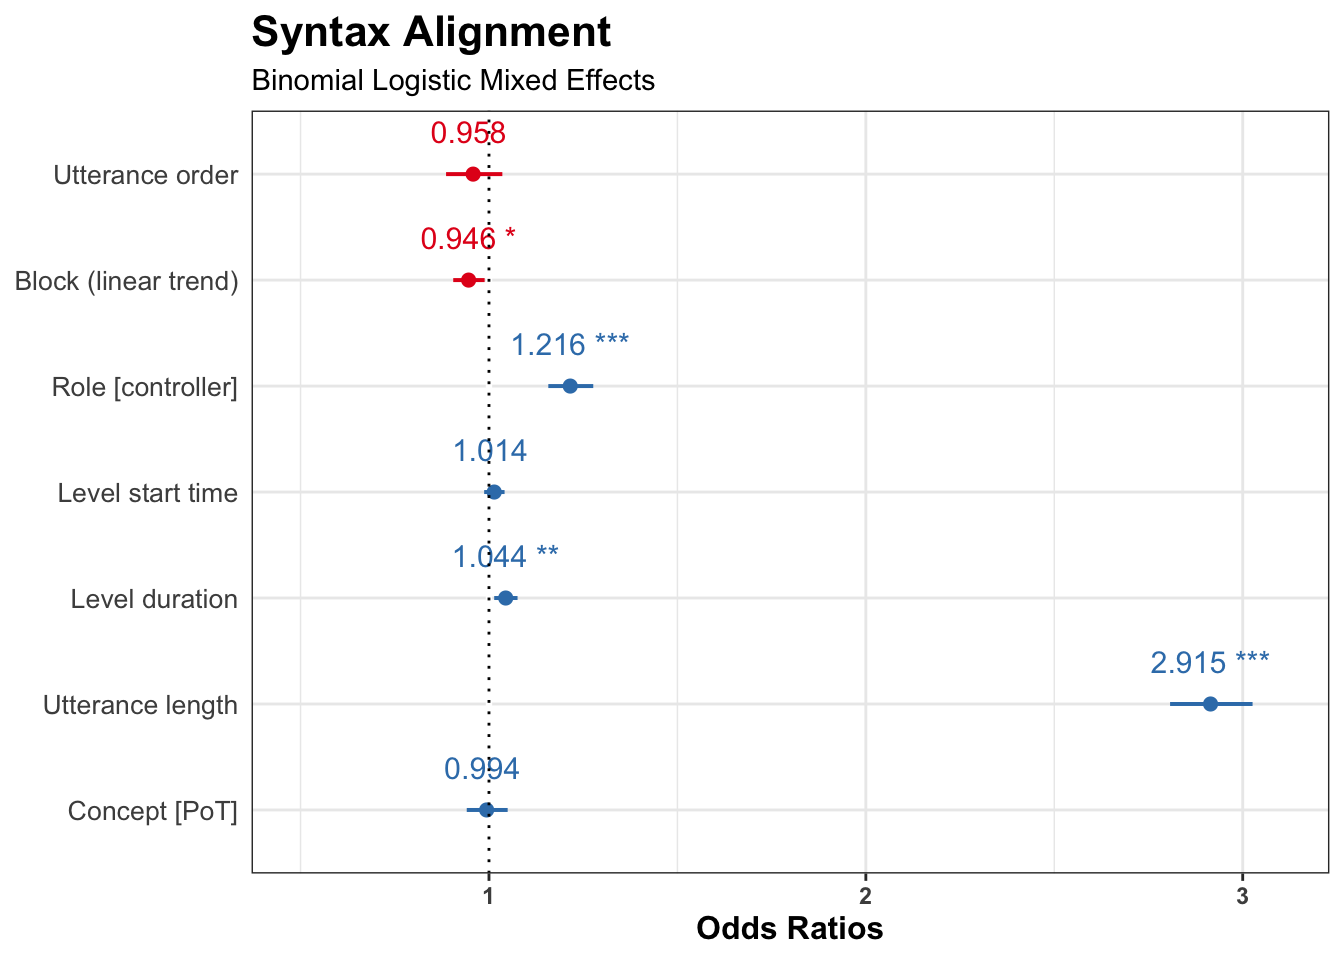 Syntax Alignment
Binomial Logistic Mixed Effects
0.958
Utterance order
0.946 *
Block (linear trend)
1.216 ***
Role [controller]
1.014
Level start time
1.044 **
Level duration
2.915 ***
Utterance length
0.994
Concept [PoT]
1 2 3
Odds Ratios